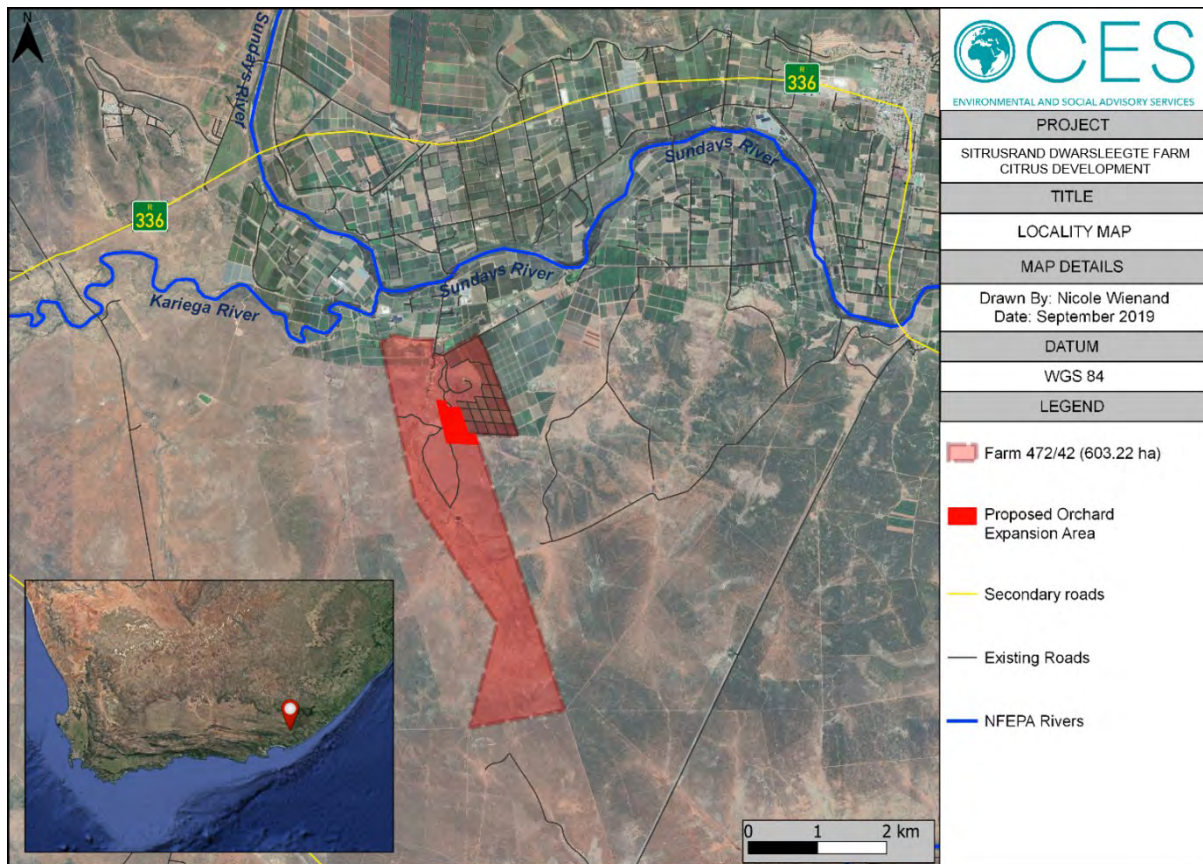 N
Sundays River
Sundays River
R
336
R
336
Sundays River
Sundays River
Kariega River
0 1 2 km
CES
ENVIRONMENTAL AND SOCIAL ADVISORY SERVICES
PROJECT
SITRUSRAND DWARSLEEGTE FARM
CITRUS DEVELOPMENT
TITLE
LOCALITY MAP
MAP DETAILS
Drawn By: Nicole Wienand
Date: September 2019
DATUM
WGS 84
LEGEND
Farm 472/42 (603.22 ha)
Proposed Orchard
Expansion Area
Secondary roads
Existing Roads
NFEPA Rivers